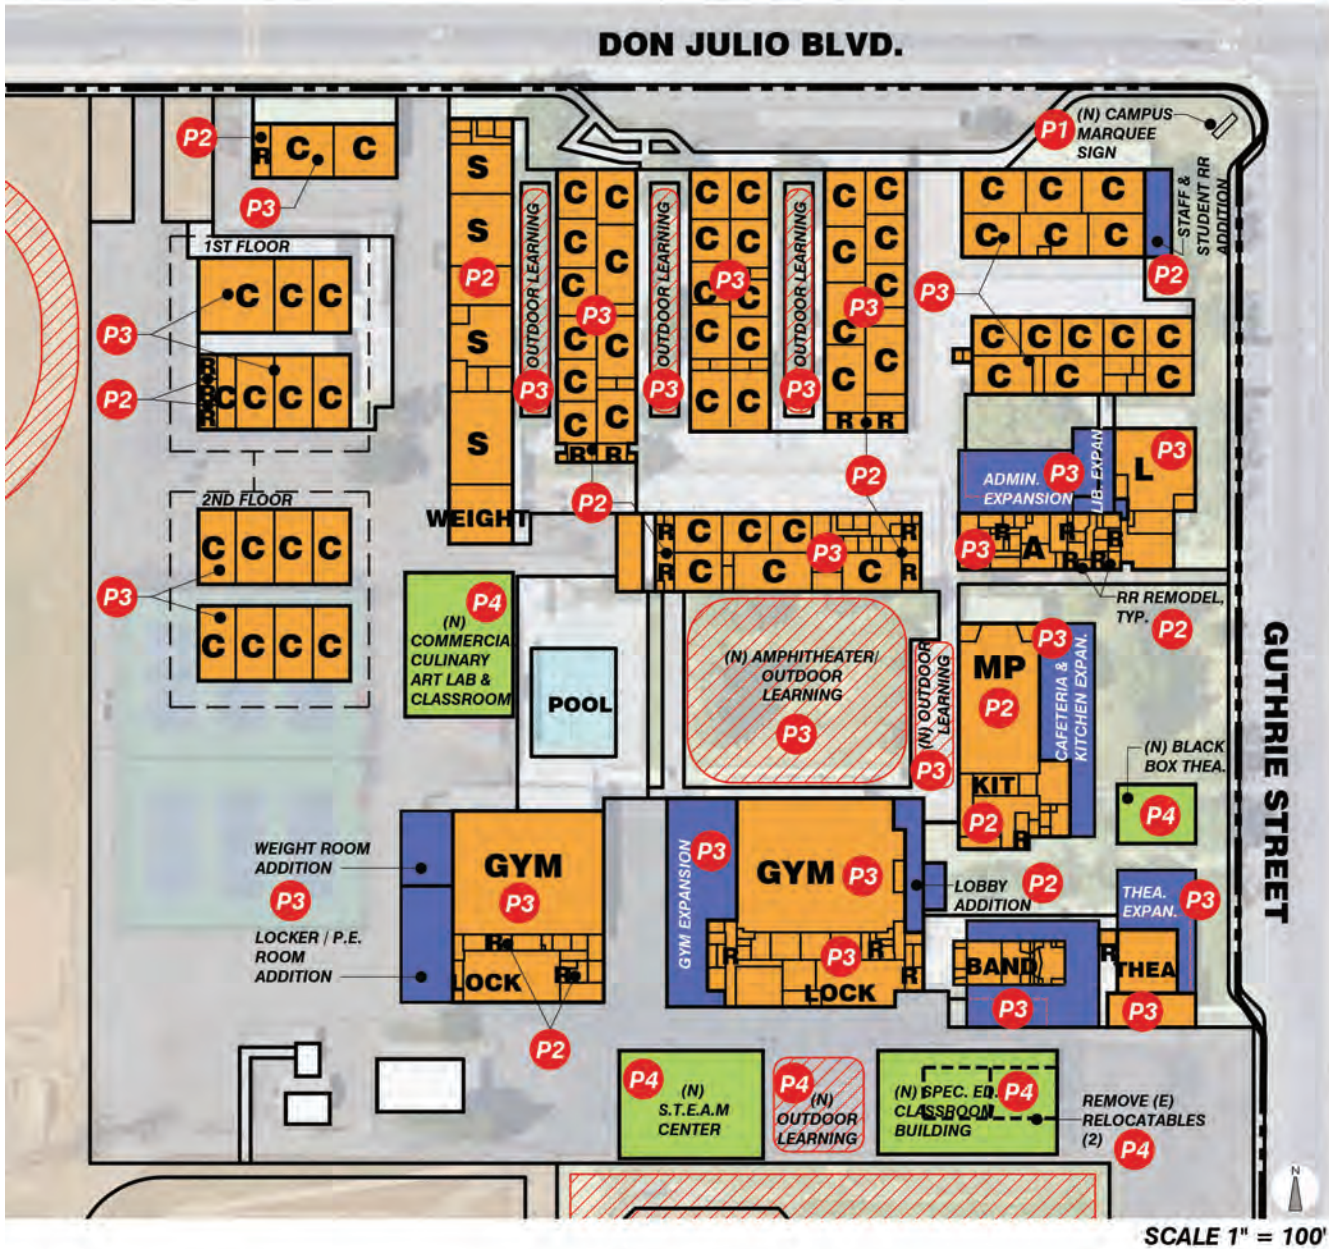 DON JULIO BLVD.
P1
(N) CAMPUS
MARQUEE
SIGN
P2
R
C
C
P3
S
S
P2
S
S
WEIGHT
OUTDOOR LEARNING
P3
C C
C C
C C
P3
C C
C C
C C
R R
P2
OUTDOOR LEARNING
P3
C C
C C
C C
P3
C C
C C
OUTDOOR LEARNING
P3
C C
C C
C C
P3
C C
C
R R
P2
C C C
C C C
P3
STAFF &
STUDENT RR
ADDITION
P2
C C C C C
C C C
1ST FLOOR
C C C
P3
R
R
R
R
C C C C
P2
2ND FLOOR
C C C C
P3
C C C C
ADMIN.
EXPANSION
P3
LIB. EXPAN.
L
P3
P3
R
A
R
R
R
B
RR REMODEL,
TYP.
P2
R
R
C C C
C C C
P3
R
R
P4
(N)
COMMERCIAL
CULINARY
ART LAB &
CLASSROOM
POOL
(N) AMPHITHEATER/
OUTDOOR
LEARNING
P3
(N) OUTDOOR
LEARNING
P3
MP
P2
P3
CAFETERIA &
KITCHEN EXPAN.
KIT
P2
R
(N) BLACK
BOX THEA.
P4
GUTHRIE STREET
WEIGHT ROOM
ADDITION
P3
LOCKER / P.E.
ROOM
ADDITION
GYM
P3
R
LOCK
R
P2
GYM EXPANSION
P3
GYM
P3
R
P3
R
R
LOCK
LOBBY
ADDITION
P2
BAND
P3
THEA.
EXPAN.
P3
R
THEA
P3
P4
(N)
S.T.E.A.M
CENTER
P4
(N)
OUTDOOR
LEARNING
(N) SPEC. ED.
CLASSROOM
BUILDING
P4
REMOVE (E)
RELOCATABLES
(2)
P4
N
SCALE 1" = 100'